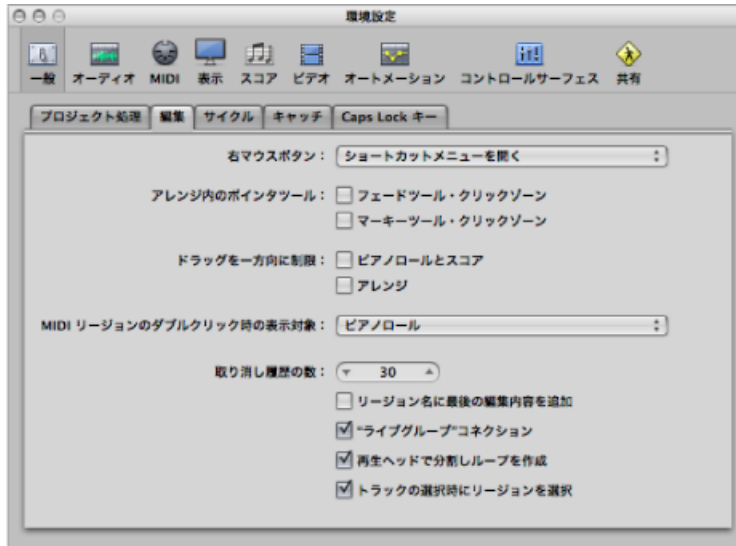 環境設定
一般 オーディオ MIDI 表示 スコア ビデオ オートメーション コントロールサーフェス 共有
プロジェクト処理 編集 サイクル キャッチ Caps Lock キー
右マウスボタン： ショートカットメニューを開く
アレンジ内のポインタツール： フェードツール・クリックゾーン
マーキーツール・クリックゾーン
ドラッグを一方向に制限： ピアノロールとスコア
アレンジ
MIDI リージョンのダブルクリック時の表示対象： ピアノロール
取り消し履歴の数： 30
リージョン名に最後の編集内容を追加
“ライブグループ”コネクション
再生ヘッドで分割しループを作成
トラックの選択時にリージョンを選択